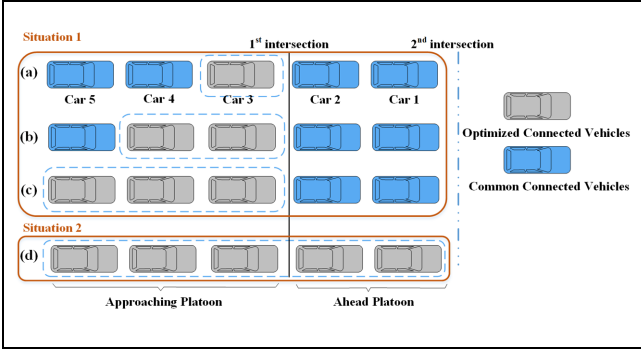 Situation 1
1st intersection
2nd intersection
(a)
Car 5
Car 4
Car 3
Car 2
Car 1
Optimized Connected Vehicles
(b)
Common Connected Vehicles
(c)
Situation 2
(d)
Approaching Platoon
Ahead Platoon